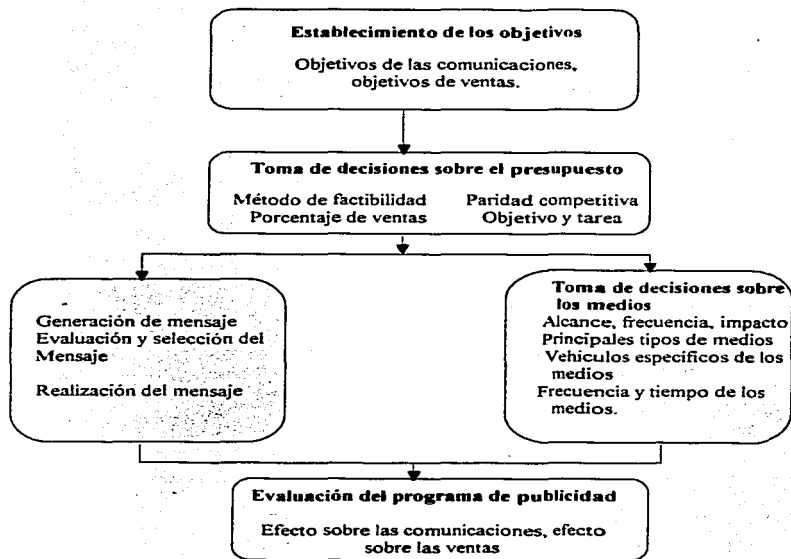 Establecimiento de los objetivos
Objetivos de las comunicaciones,
objetivos de ventas.
Toma de decisiones sobre el presupuesto
Método de factibilidad Paridad competitiva
Porcentaje de ventas Objetivo y tarea
Generación de mensaje
Evaluación y selección del
Mensaje
Realización del mensaje
Toma de decisiones sobre
los medios
Alcance, frecuencia, impacto
Principales tipos de medios
Vehículos específicos de los
medios
Frecuencia y tiempo de los
medios.
Evaluación del programa de publicidad
Efecto sobre las comunicaciones, efecto
sobre las ventas